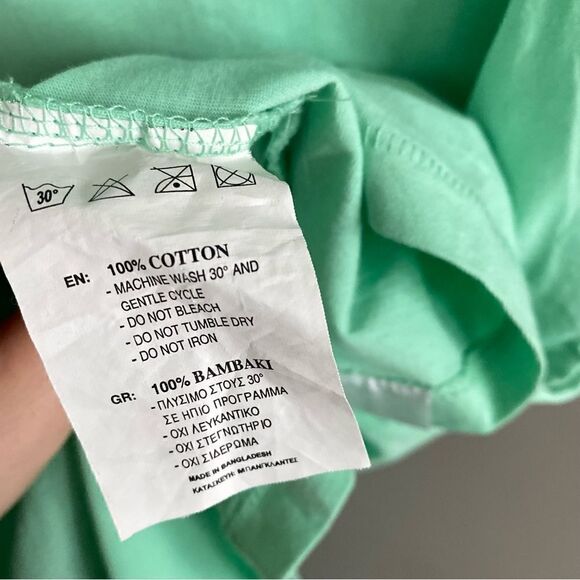 30°
EN: 100% COTTON
- MACHINE WASH 30° AND
GENTLE CYCLE
- DO NOT BLEACH
- DO NOT TUMBLE DRY
- DO NOT IRON
GR: 100% BAMBAKI
- ΠΛΥΣΙΜΟ ΣΤΟΥΣ 30°
ΣΕ ΗΠΙΟ ΠΡΟΓΡΑΜΜΑ
- ΟΧΙ ΛΕΥΚΑΝΤΙΚΟ
- ΟΧΙ ΣΤΕΓΝΩΤΗΡΙΟ
- ΟΧΙ ΣΙΔΕΡΩΜΑ
MADE IN BANGLADESH
ΚΑΤΑΣΚΕΥΗ: ΜΠΑΝΓΚΛΑΝΤΕΣ